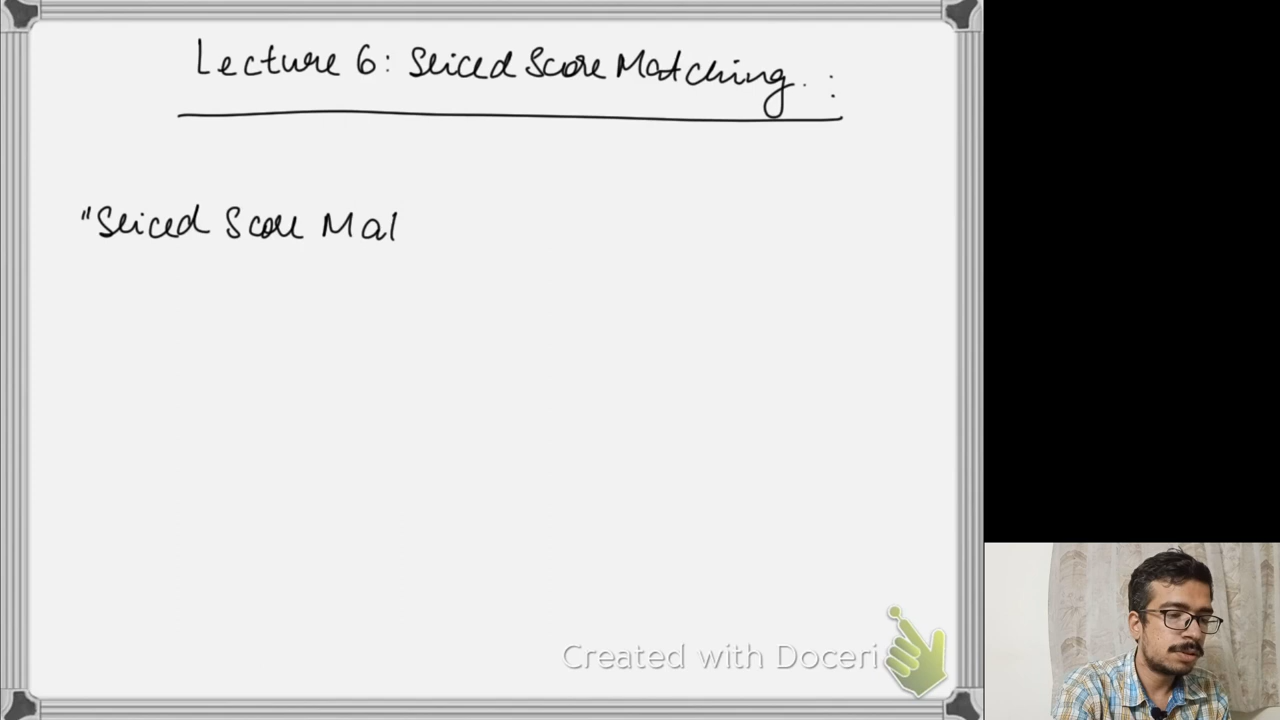 Lecture 6: Sliced Score Matching :
"Sliced Score Mat
Created with Doceri